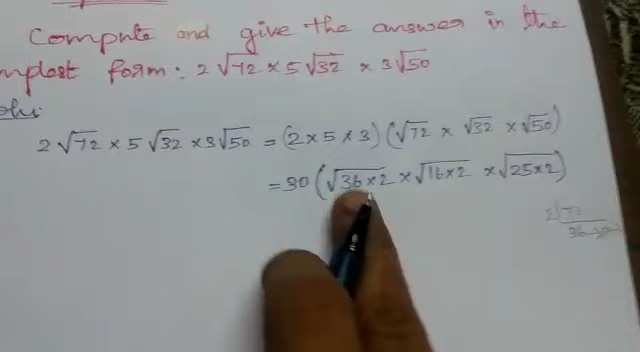 Compute and give the answer in the
mplest form: 2√72 × 5√32 × 3√50
2√72 × 5√32 × 3√50 = (2 × 5 × 3) (√72 × √32 × √50)
= 30 (√36×2 × √16×2 × √25×2)